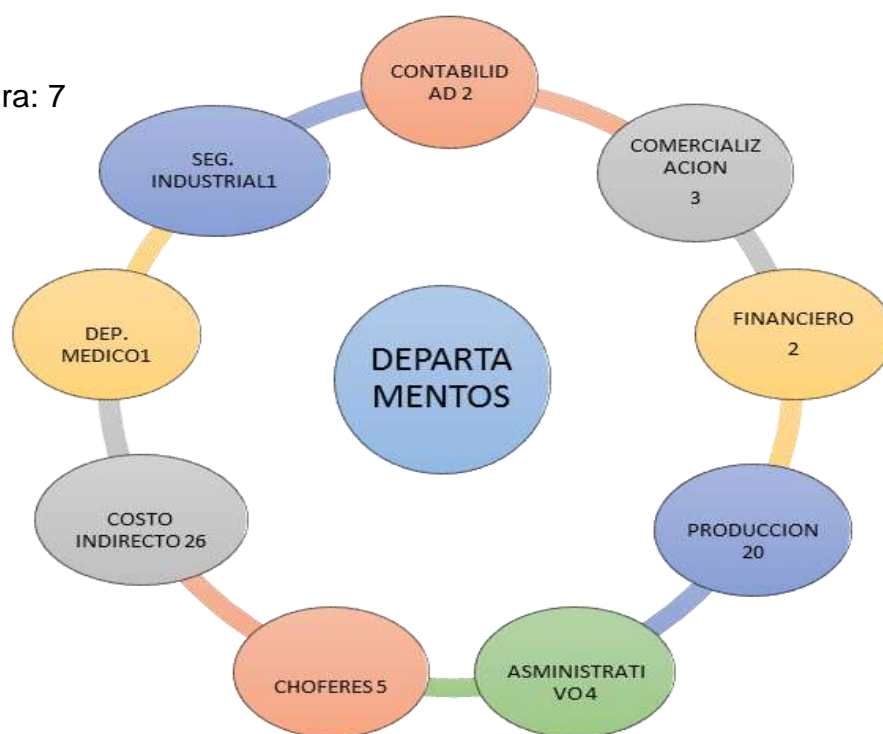 ra: 7
CONTABILID
AD 2
COMERCIALIZ
ACION
3
FINANCIERO
2
PRODUCCION
20
ASMINISTRATI
VO 4
CHOFERES 5
COSTO
INDIRECTO 26
DEP.
MEDICO1
SEG.
INDUSTRIAL1
DEPARTA
MENTOS